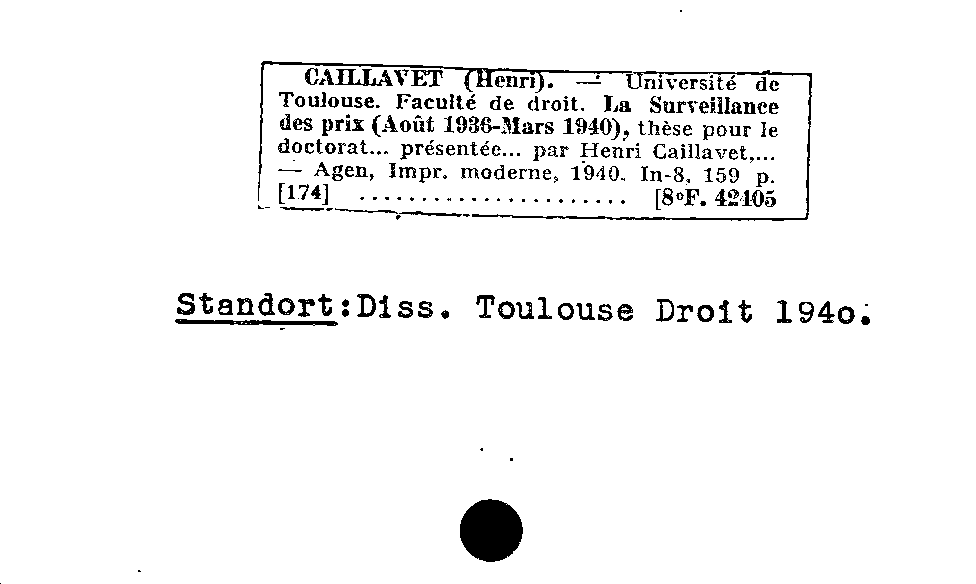 CAILLAVET (Henri). — Université de
Toulouse. Faculté de droit. La Surveillance
des prix (Août 1936-Mars 1940), thèse pour le
doctorat... présentée... par Henri Caillavet,...
— Agen, Impr. moderne, 1940. In-8, 159 p.
[174] ...................... [8°F. 42405
Standort:Diss. Toulouse Droit 194o.